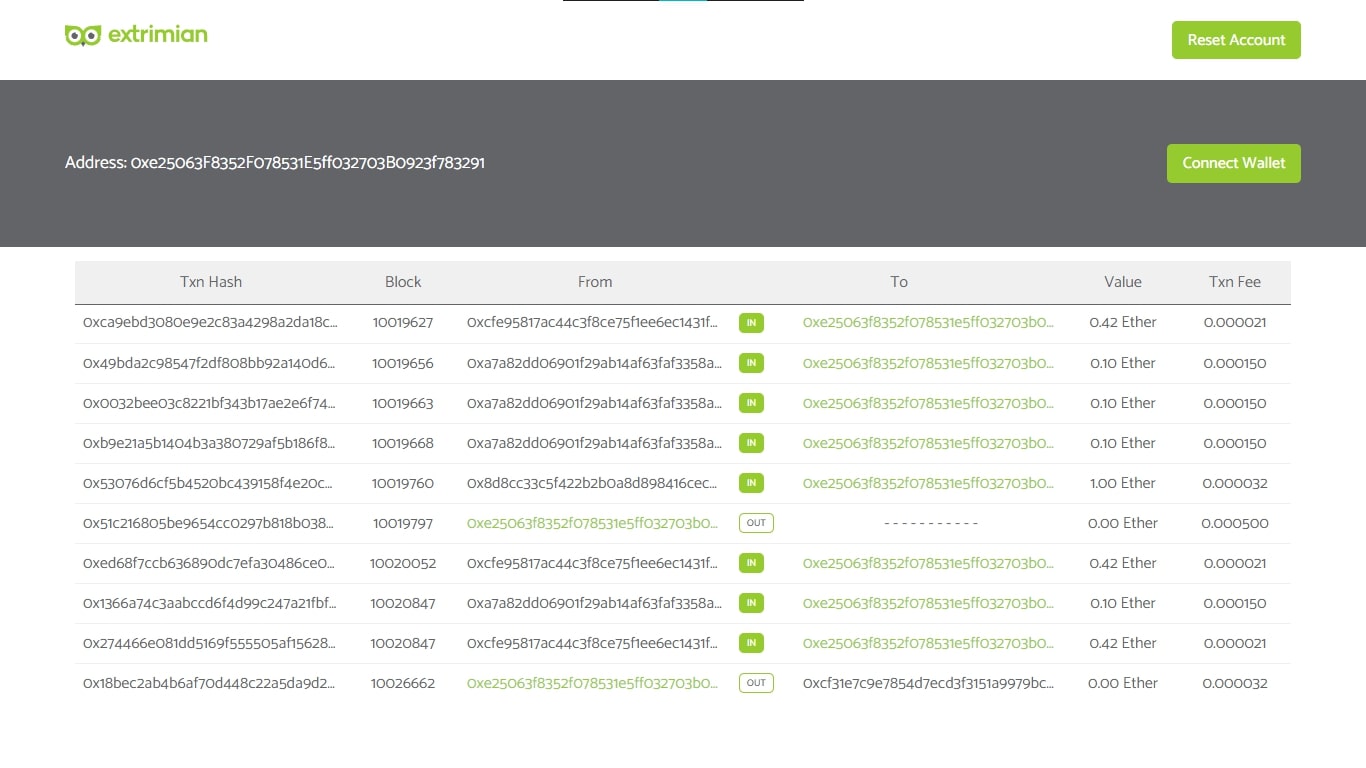 extrimian
Reset Account
Address: 0xe25063F8352F078531E5ff032703B0923f783291
Connect Wallet
Txn Hash Block From To Value Txn Fee
0xca9ebd3080e9e2c83a4298a2da18c... 10019627 0xcfe95817ac44c3f8ce75f1ee6ec1431f... IN 0xe25063f8352f078531e5ff032703b0... 0.42 Ether 0.000021
0x49bda2c98547f2df808bb92a140d6... 10019656 0xa7a82dd06901f29ab14af63faf3358a... IN 0xe25063f8352f078531e5ff032703b0... 0.10 Ether 0.000150
0x0032bee03c8221bf343b17ae2e6f74... 10019663 0xa7a82dd06901f29ab14af63faf3358a... IN 0xe25063f8352f078531e5ff032703b0... 0.10 Ether 0.000150
0xb9e21a5b1404b3a380729af5b186f8... 10019668 0xa7a82dd06901f29ab14af63faf3358a... IN 0xe25063f8352f078531e5ff032703b0... 0.10 Ether 0.000150
0x53076d6cf5b4520bc439158f4e20c... 10019760 0x8d8cc33c5f422b2b0a8d898416cec... IN 0xe25063f8352f078531e5ff032703b0... 1.00 Ether 0.000032
0x51c216805be9654cc0297b818b038... 10019797 0xe25063f8352f078531e5ff032703b0... OUT - - - - - - - - - - - 0.00 Ether 0.000500
0xed68f7ccb636890dc7efa30486ce0... 10020052 0xcfe95817ac44c3f8ce75f1ee6ec1431f... IN 0xe25063f8352f078531e5ff032703b0... 0.42 Ether 0.000021
0x1366a74c3aabccd6f4d99c247a21fbf... 10020847 0xa7a82dd06901f29ab14af63faf3358a... IN 0xe25063f8352f078531e5ff032703b0... 0.10 Ether 0.000150
0x274466e081dd5169f555505af15628... 10020847 0xcfe95817ac44c3f8ce75f1ee6ec1431f... IN 0xe25063f8352f078531e5ff032703b0... 0.42 Ether 0.000021
0x18bec2ab4b6af70d448c22a5da9d2... 10026662 0xe25063f8352f078531e5ff032703b0... OUT 0xcf31e7c9e7854d7ecd3f3151a9979bc... 0.00 Ether 0.000032